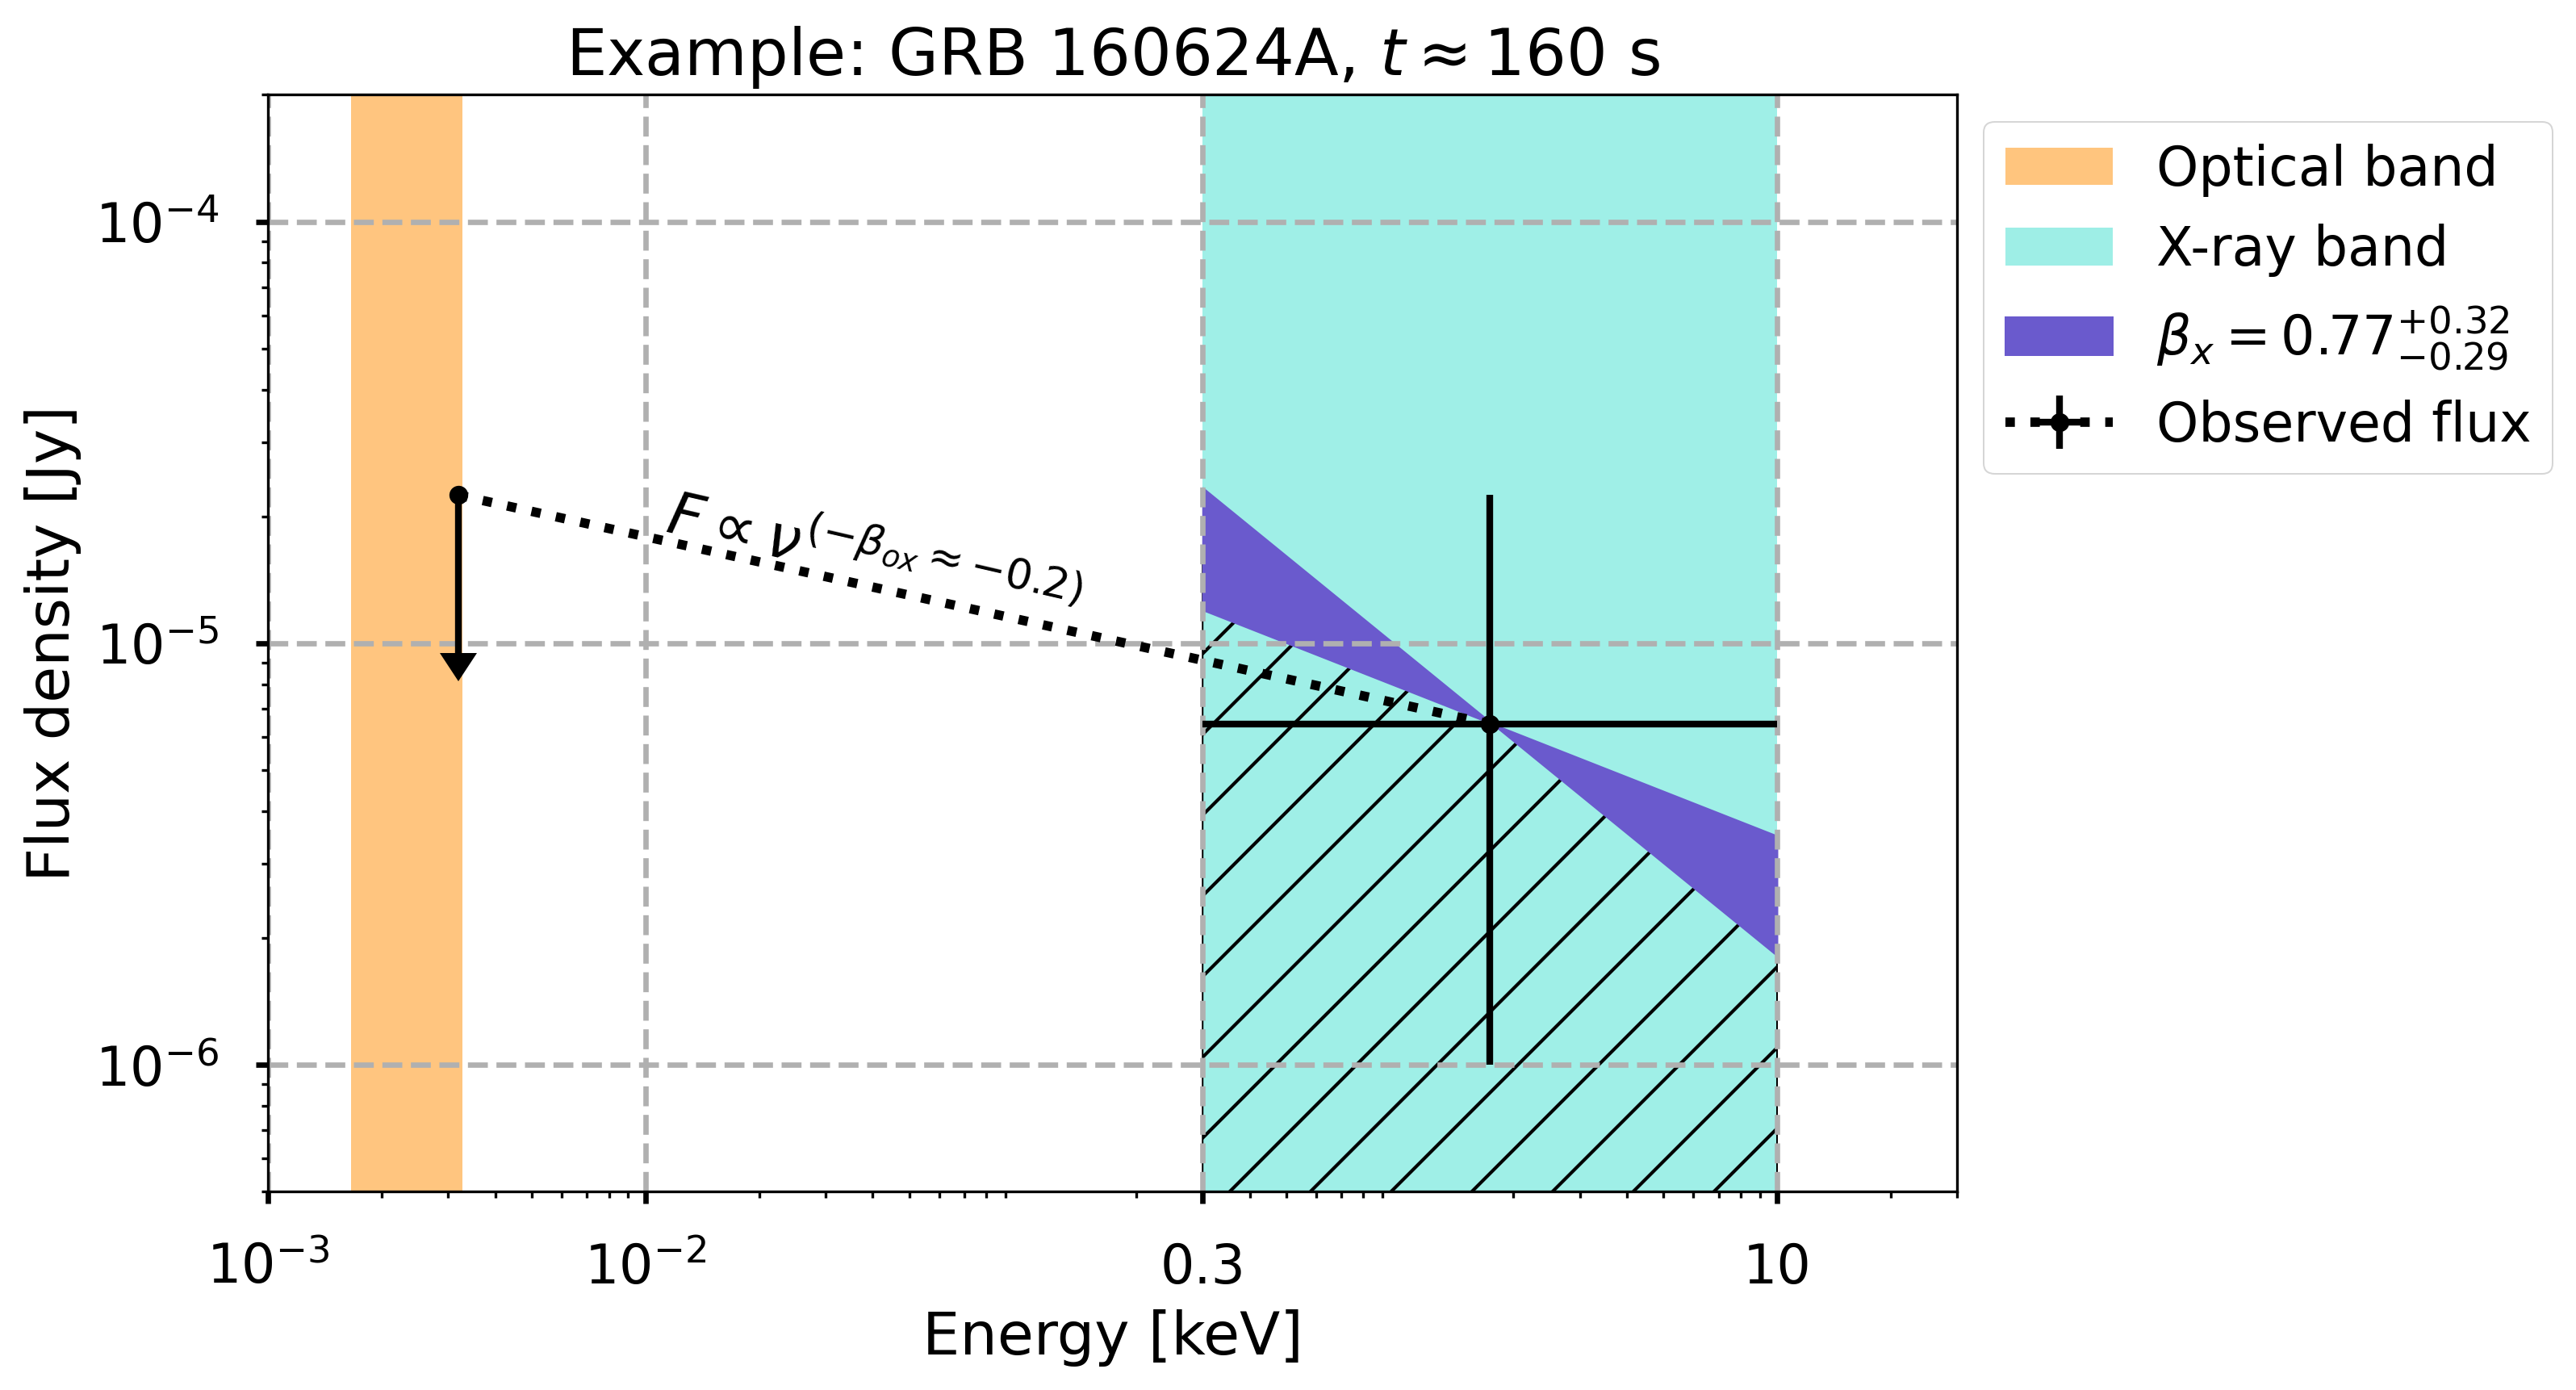 Example: GRB 160624A, t ≈ 160 s
Flux density [Jy]
10⁻⁴
10⁻⁵
10⁻⁶
F ∝ ν^(−β_ox ≈ −0.2)
10⁻³
10⁻²
0.3
10
Energy [keV]
Optical band
X-ray band
β_x = 0.77^{+0.32}_{−0.29}
Observed flux